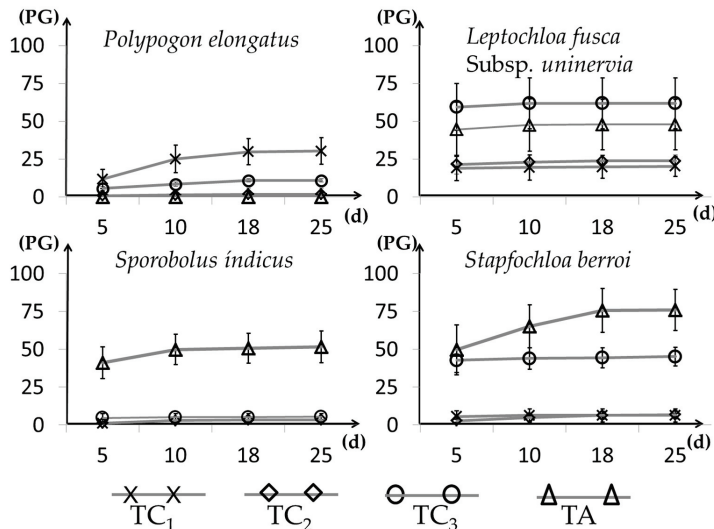 (PG)
Polypogon elongatus
100
75
50
25
0
5 10 18 25
(d)
(PG)
Leptochloa fusca
Subsp. uninervia
100
75
50
25
0
5 10 18 25
(d)
(PG)
Sporobolus índicus
100
75
50
25
0
5 10 18 25
(d)
(PG)
Stapfochloa berroi
100
75
50
25
0
5 10 18 25
(d)
TC1 TC2 TC3 TA